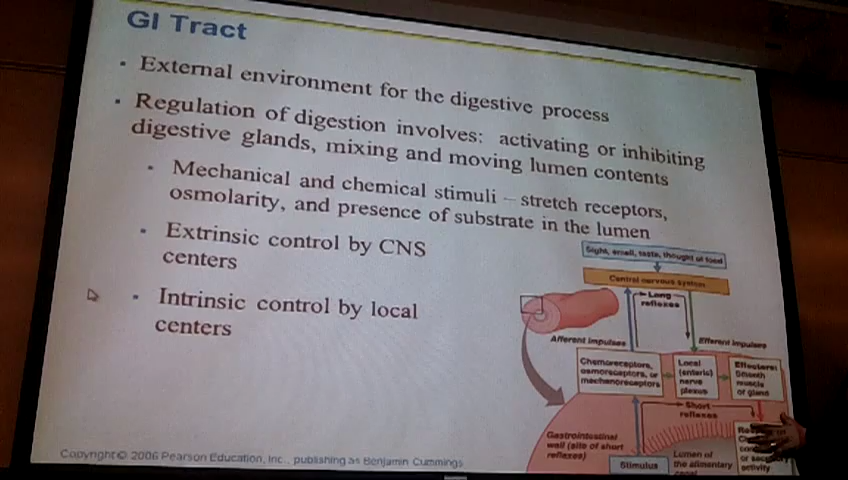 GI Tract
External environment for the digestive process
Regulation of digestion involves: activating or inhibiting
digestive glands, mixing and moving lumen contents
Mechanical and chemical stimuli – stretch receptors,
osmolarity, and presence of substrate in the lumen
Extrinsic control by CNS
centers
Intrinsic control by local
centers
Sight, smell, taste, thought of food
Central nervous system
Long
reflexes
Afferent impulses
Efferent impulses
Chemoreceptors,
osmoreceptors, or
mechanoreceptors
Local
(enteric)
nerve
plexus
Effectors:
Smooth
muscle
or gland
Short
reflexes
Gastrointestinal
wall (site of short
reflexes)
Stimulus
Lumen of
the alimentary
activity
Copyright © 2006 Pearson Education, Inc., publishing as Benjamin Cummings